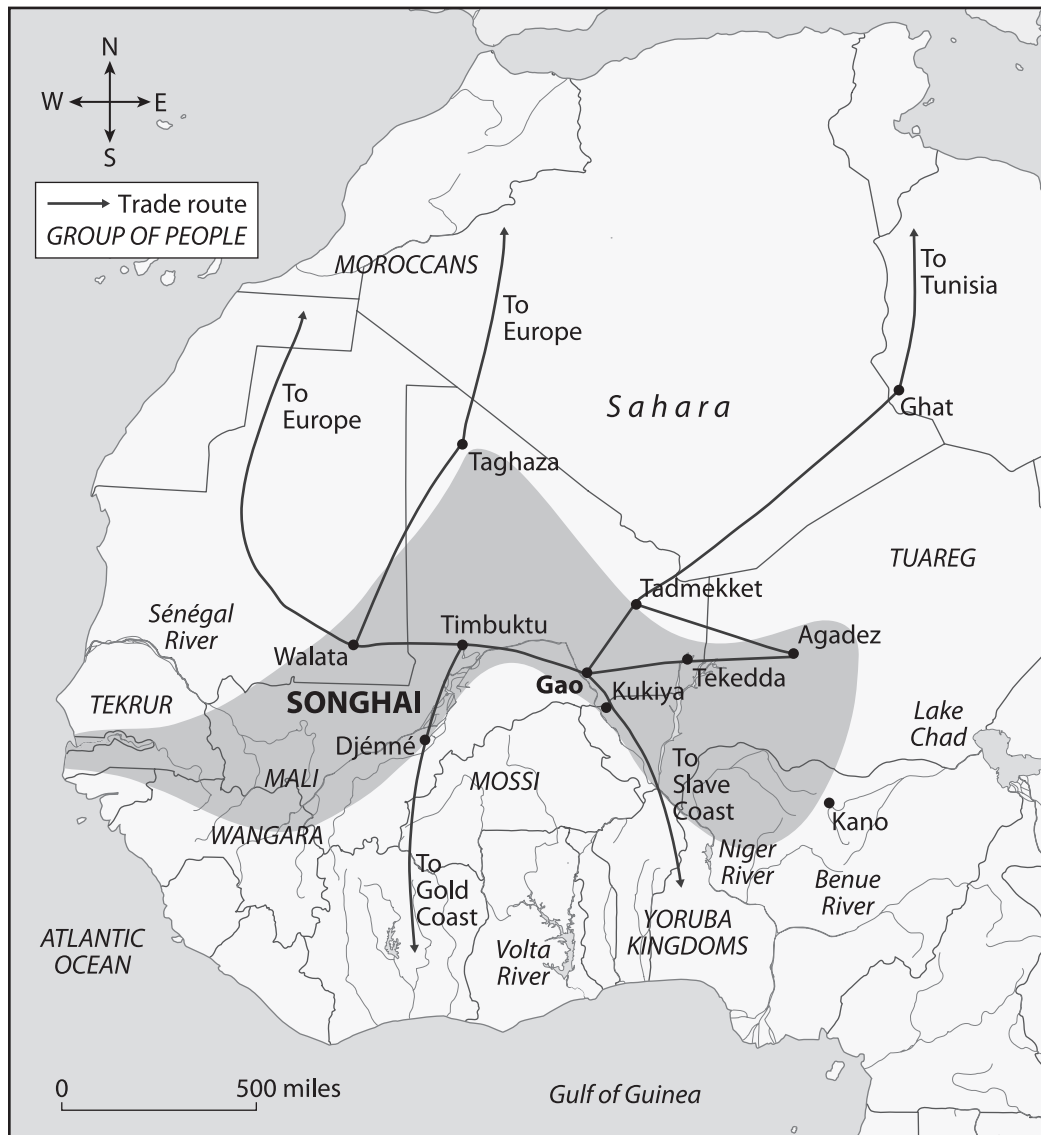 N
W
E
S
Trade route
GROUP OF PEOPLE
MOROCCANS
To
Europe
To
Tunisia
To
Europe
Sahara
Ghat
Taghaza
TUAREG
Tadmekket
Sénégal
River
Timbuktu
Agadez
Walata
Tekedda
Gao
Kukiya
TEKRUR
SONGHAI
Lake
Chad
Djénné
MALI
MOSSI
To
Slave
Coast
Kano
WANGARA
Niger
River
To
Gold
Coast
Benue
River
YORUBA
KINGDOMS
ATLANTIC
OCEAN
Volta
River
0
500 miles
Gulf of Guinea